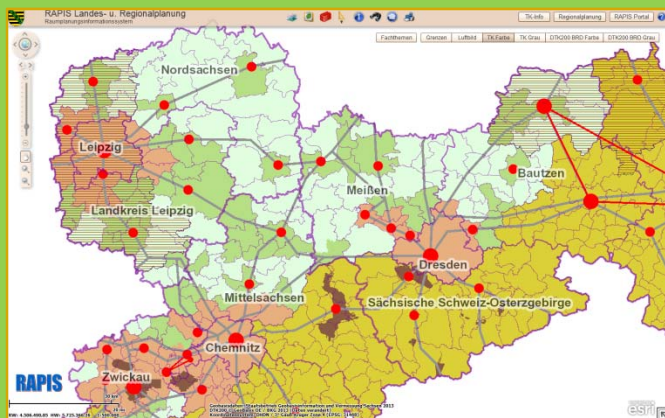 RAPIS Landes- u. Regionalplanung
Raumplanungsinformationssystem
TK-Info
Regionalplanung
RAPIS Portal
Fachthemen
Grenzen
Luftbild
TK Farbe
TK Grau
DTK200-BRD Farbe
DTK200-BRD Grau
Nordsachsen
Leipzig
Landkreis Leipzig
Meißen
Bautzen
Dresden
Mittelsachsen
Sächsische Schweiz-Osterzgebirge
Chemnitz
Zwickau
RAPIS
esri